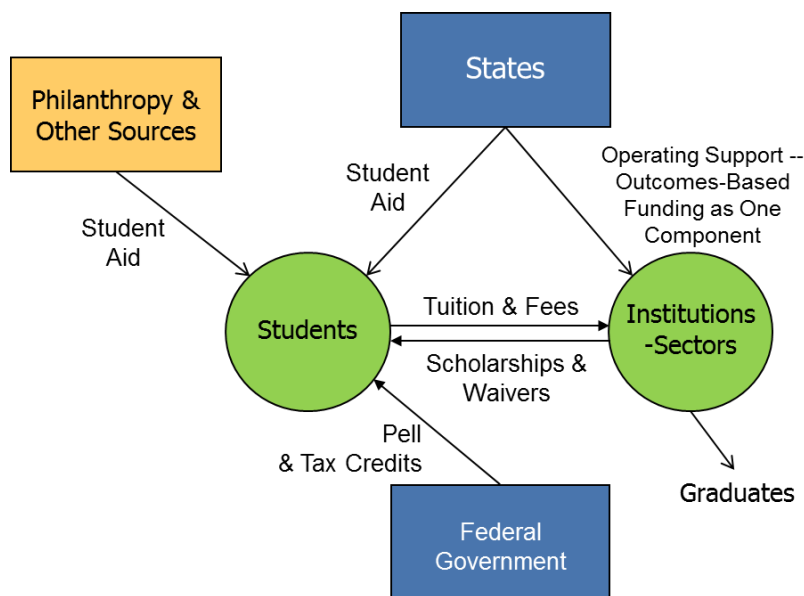 States
Philanthropy &
Other Sources
Operating Support --
Outcomes-Based
Funding as One
Component
Student
Aid
Student
Aid
Students
Tuition & Fees
Scholarships &
Waivers
Institutions
-Sectors
Pell
& Tax Credits
Graduates
Federal
Government